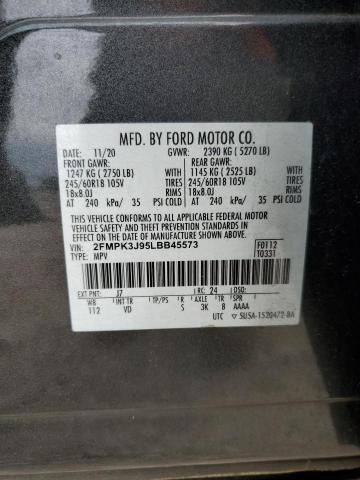 MFD. BY FORD MOTOR CO.
DATE: 11/20 GVWR: 2390 KG ( 5270 LB)
FRONT GAWR: REAR GAWR:
1247 KG ( 2750 LB) WITH 1145 KG ( 2525 LB) WITH
245/60R18 105V TIRES 245/60R18 105V TIRES
18x8.0J RIMS 18x8.0J RIMS
AT 240 kPa/ 35 PSI COLD AT 240 kPa/ 35 PSI COLD
THIS VEHICLE CONFORMS TO ALL APPLICABLE FEDERAL MOTOR
VEHICLE SAFETY AND BUMPER STANDARDS IN EFFECT ON THE DATE OF
MANUFACTURE SHOWN ABOVE.
VIN: 2FMPK3J95LBB45573 F0112
TYPE: MPV T0331
EXT PNT: J7 RC: 24 DSO:
WB INT TR TP/PS R AXLE TR SPR
112 VD S 3K 8 AAAA
UTC 5USA-1520472-BA